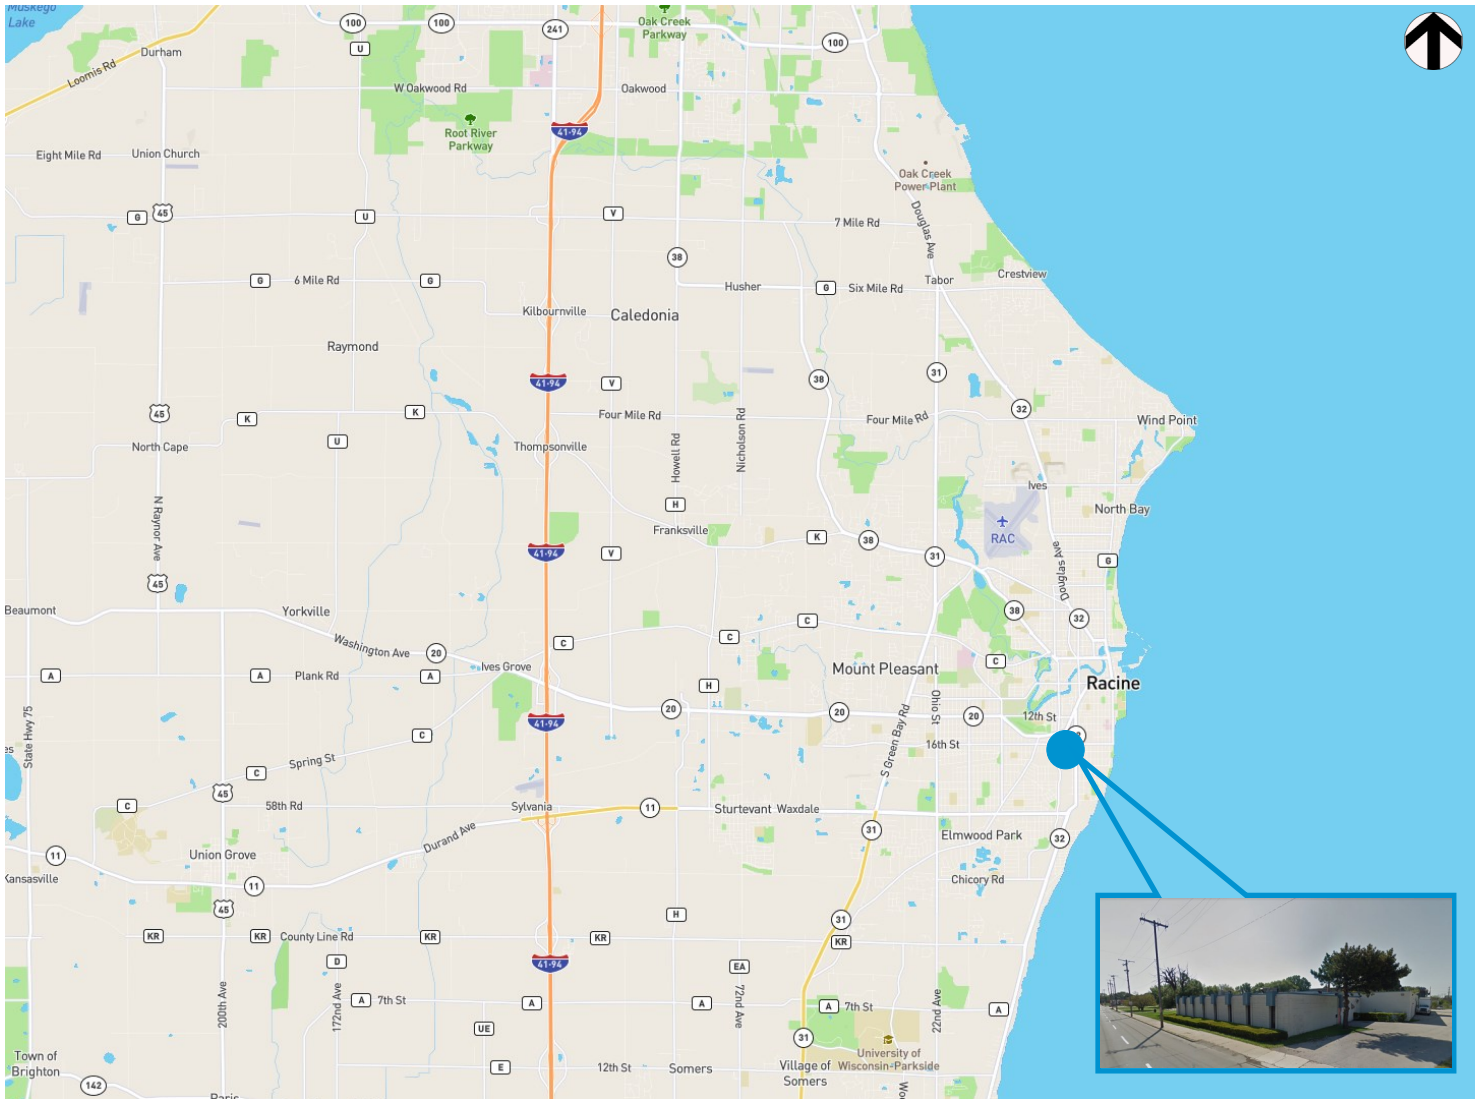 Muskego
Lake
100
100
241
Oak Creek
Parkway
100
U
Durham
Loomis Rd
W Oakwood Rd
Oakwood
Root River
Parkway
41-94
Eight Mile Rd
Union Church
Oak Creek
Power Plant
G
45
U
V
7 Mile Rd
Douglas Ave
38
G
6 Mile Rd
G
Husher
G
Six Mile Rd
Tabor
Crestview
Kilbournville
Caledonia
Raymond
41-94
V
38
31
45
K
K
Four Mile Rd
Four Mile Rd
32
Wind Point
North Cape
U
Thompsonville
Howell Rd
Nicholson Rd
Ives
N Raynor Ave
H
North Bay
Franksville
K
38
RAC
41-94
V
31
Douglas Ave
G
45
Beaumont
Yorkville
38
32
C
Washington Ave
20
C
C
Ives Grove
Mount Pleasant
C
A
A
Plank Rd
A
H
Racine
State Hwy 75
41-94
20
20
S Green Bay Rd
Ohio St
20
12th St
C
16th St
es
Spring St
C
45
C
58th Rd
Sylvania
11
Sturtevant
Waxdale
Durand Ave
31
Elmwood Park
32
11
Union Grove
Kansasville
11
Chicory Rd
45
H
31
KR
KR
County Line Rd
KR
KR
KR
D
41-94
EA
200th Ave
172nd Ave
A
7th St
A
A
72nd Ave
A
7th St
22nd Ave
A
UE
31
Town of
Brighton
E
12th St
Somers
Village of
Somers
University of
Wisconsin-Parkside
142
Paris